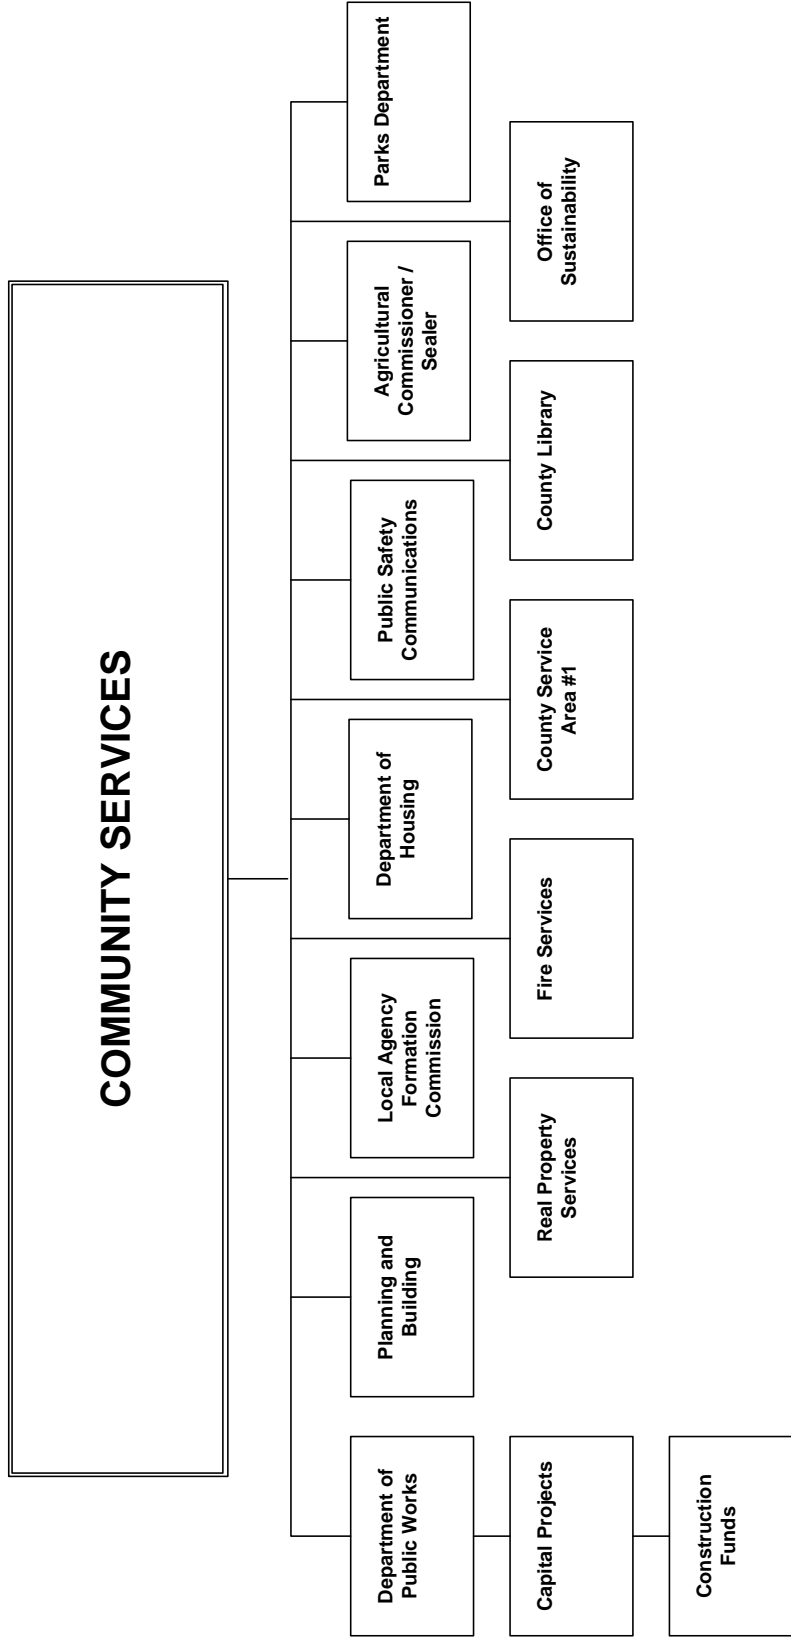 COMMUNITY SERVICES
Department of
Public Works
Planning and
Building
Local Agency
Formation
Commission
Department of
Housing
Public Safety
Communications
Agricultural
Commissioner /
Sealer
Parks Department
Capital Projects
Real Property
Services
Fire Services
County Service
Area #1
County Library
Office of
Sustainability
Construction
Funds